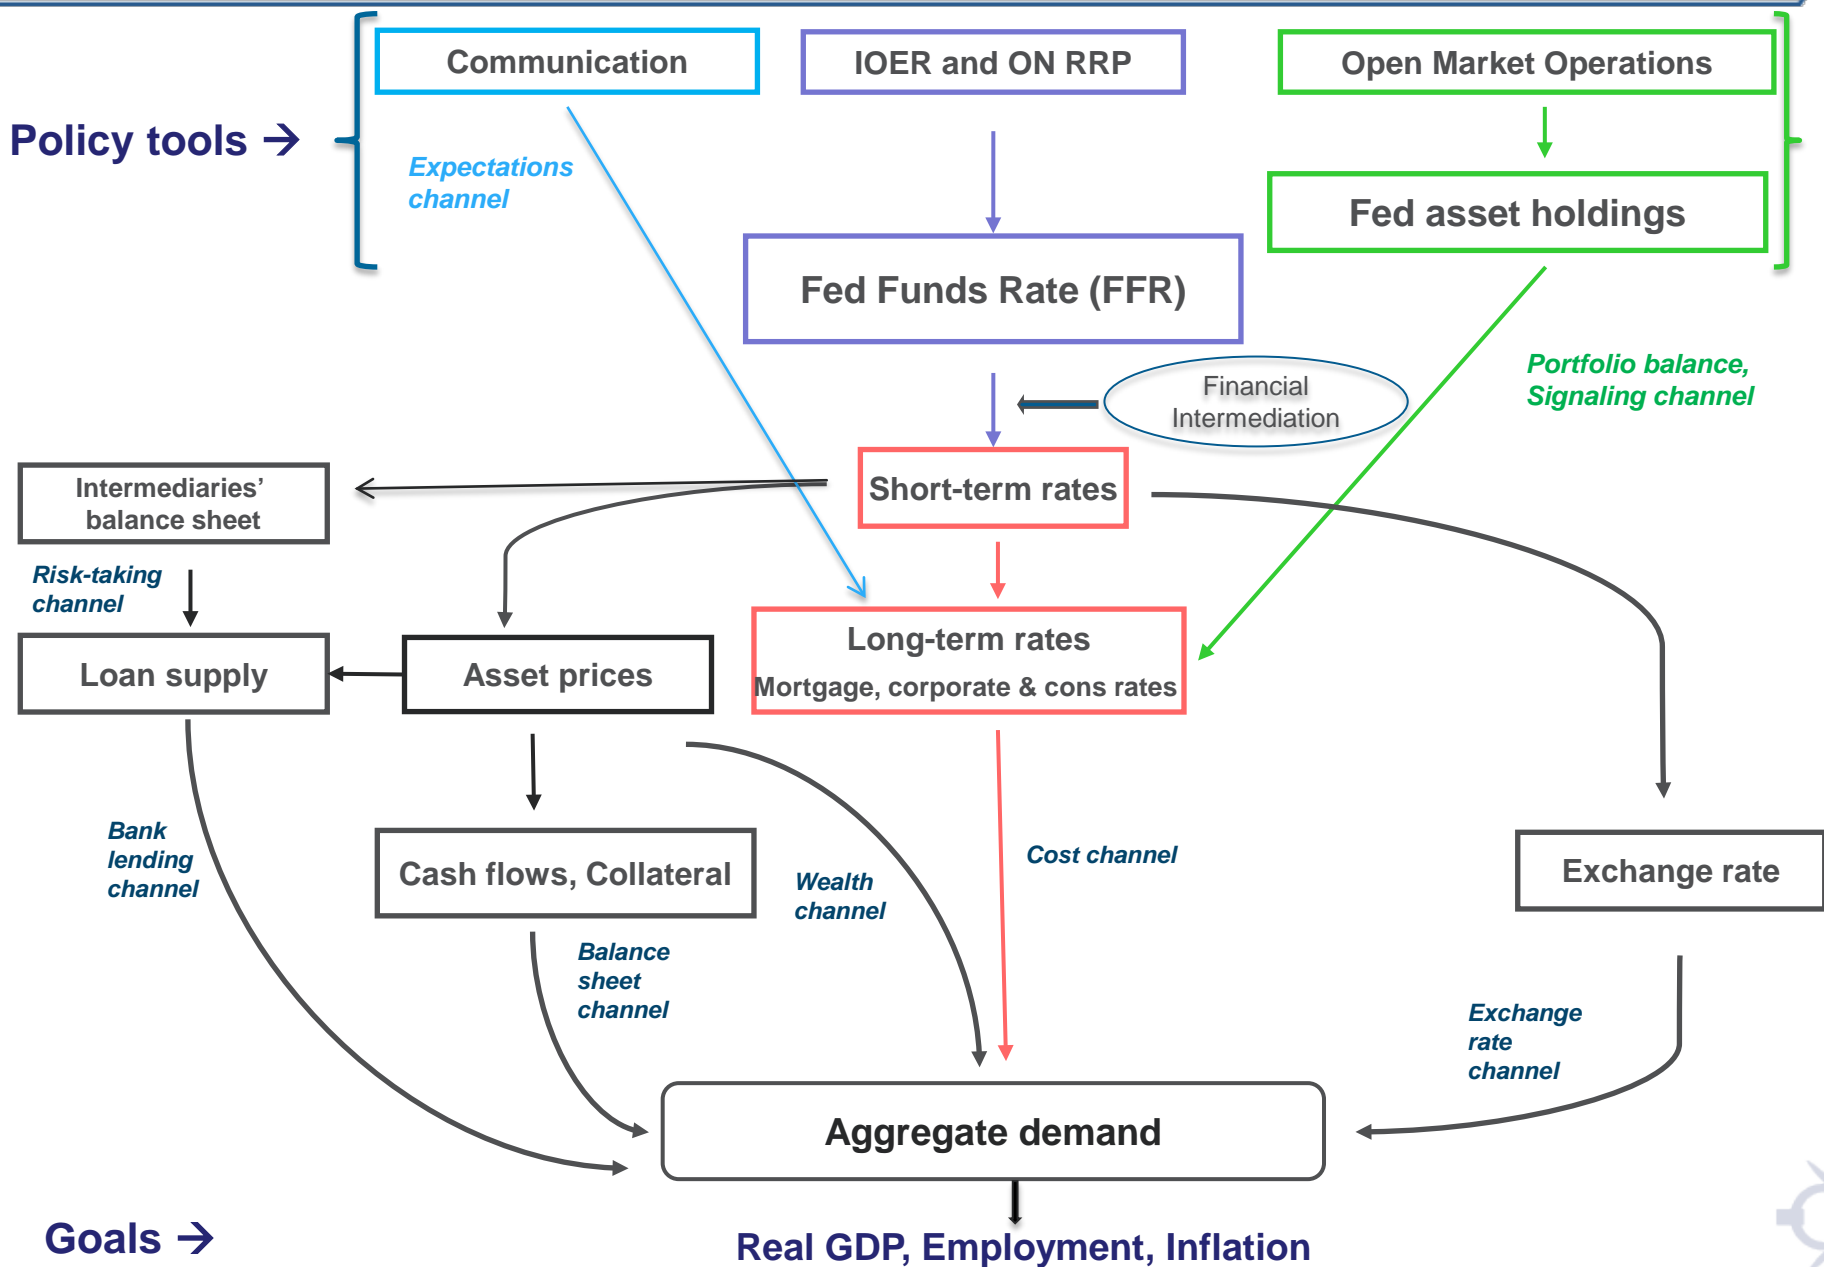 Communication
IOER and ON RRP
Open Market Operations
Policy tools →
Expectations
channel
Fed asset holdings
Fed Funds Rate (FFR)
Financial
Intermediation
Portfolio balance,
Signaling channel
Intermediaries’
balance sheet
Short-term rates
Risk-taking
channel
Loan supply
Asset prices
Long-term rates
Mortgage, corporate & cons rates
Bank
lending
channel
Cash flows, Collateral
Wealth
channel
Cost channel
Exchange rate
Balance
sheet
channel
Exchange
rate
channel
Aggregate demand
Goals →
Real GDP, Employment, Inflation